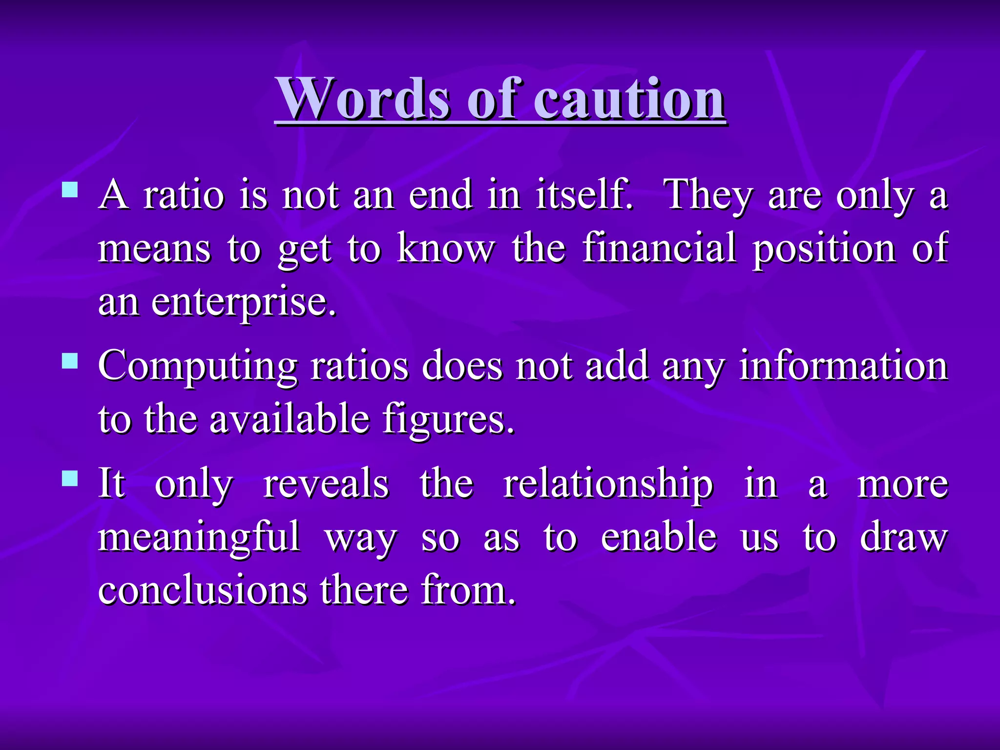 Words of caution
A ratio is not an end in itself.  They are only a
means to get to know the financial position of
an enterprise.
Computing ratios does not add any information
to the available figures.
It only reveals the relationship in a more
meaningful way so as to enable us to draw
conclusions there from.